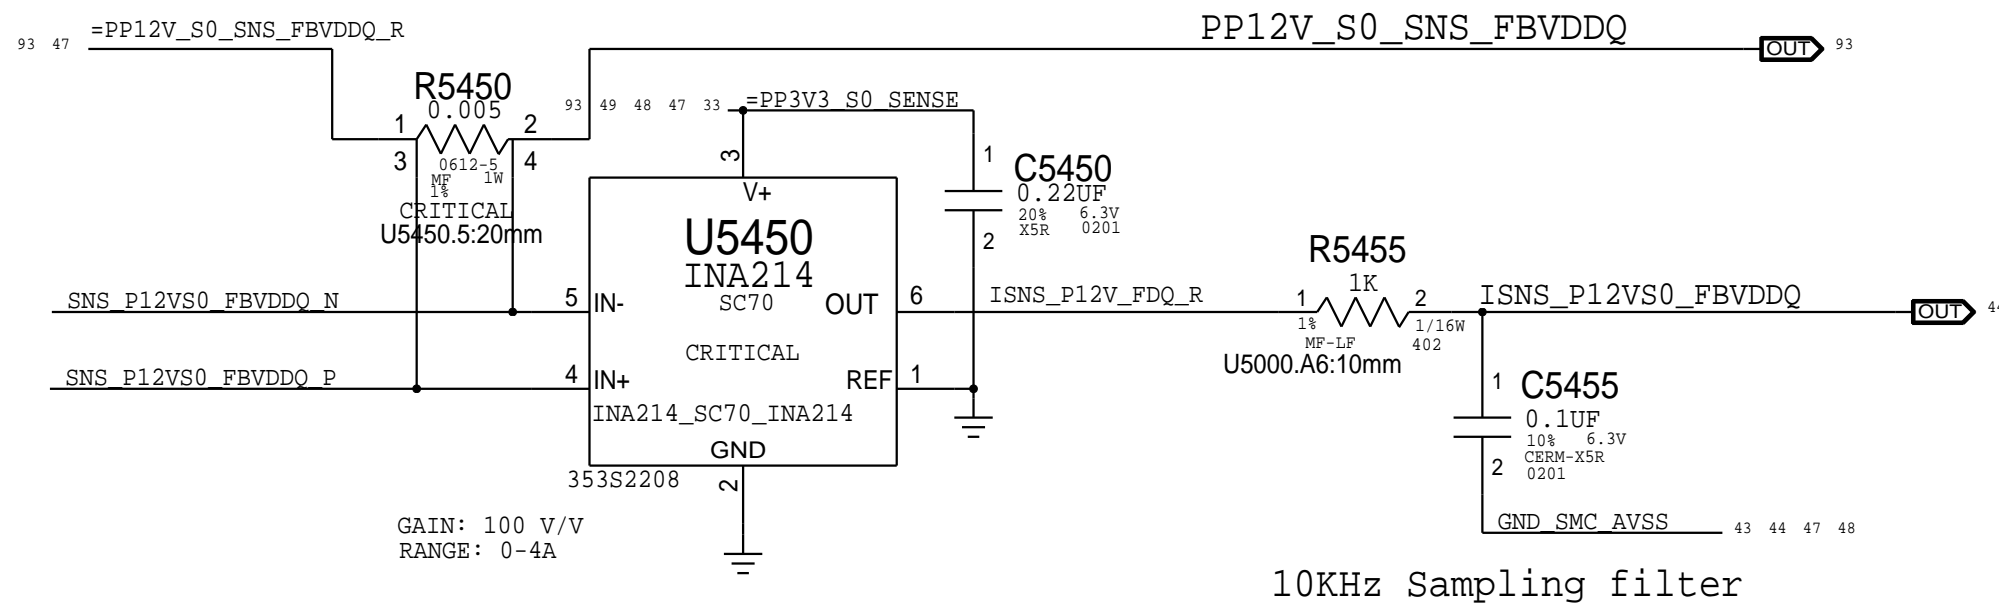 =PP12V_S0_SNS_FBVDDQ_R
93 47
PP12V_S0_SNS_FBVDDQ
OUT 93
R5450
0.005
1 2
3 4
0612-5
MF 1W
1%
CRITICAL
U5450.5:20mm
93 49 48 47 33 =PP3V3_S0_SENSE
3
V+
1
C5450
0.22UF
20% 6.3V
X5R 0201
2
U5450
INA214
SC70
CRITICAL
SNS_P12VS0_FBVDDQ_N
5 IN-
OUT 6
ISNS_P12V_FDQ_R
SNS_P12VS0_FBVDDQ_P
4 IN+
REF 1
INA214_SC70_INA214
GND
353S2208
2
GAIN: 100 V/V
RANGE: 0-4A
R5455
1K
1 2
1% 1/16W
MF-LF 402
U5000.A6:10mm
ISNS_P12VS0_FBVDDQ
OUT
1
C5455
0.1UF
10% 6.3V
CERM-X5R
0201
2
GND_SMC_AVSS 43 44 47 48
10KHz Sampling filter